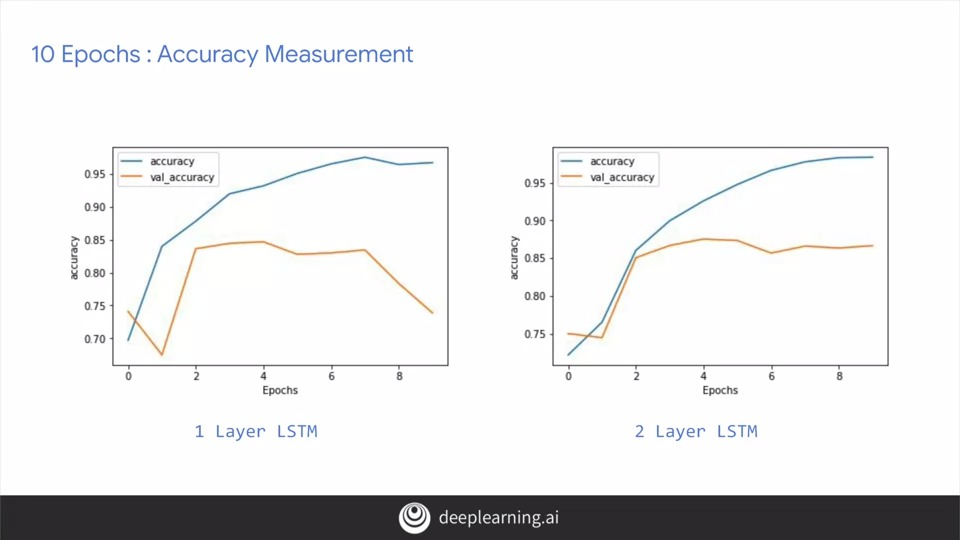 10 Epochs : Accuracy Measurement
accuracy
val_accuracy
0.95
0.90
0.85
0.80
0.75
0.70
accuracy
0 2 4 6 8
Epochs
1 Layer LSTM
accuracy
val_accuracy
0.95
0.90
0.85
0.80
0.75
accuracy
0 2 4 6 8
Epochs
2 Layer LSTM
deeplearning.ai